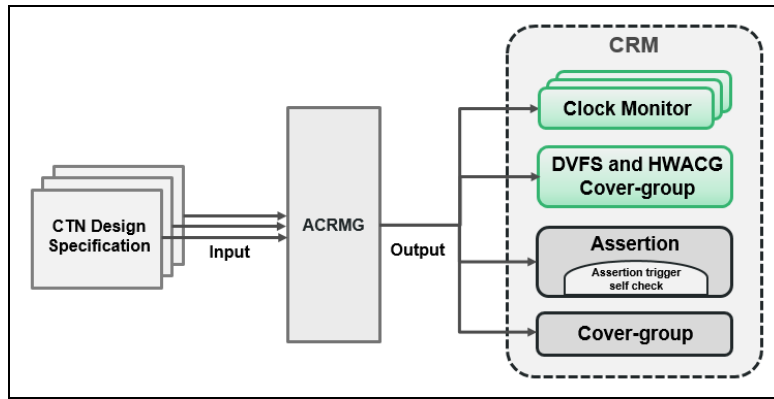 CRM
Clock Monitor
DVFS and HWACG
Cover-group
CTN Design
Specification
Input
ACRMG
Output
Assertion
Assertion trigger
self check
Cover-group